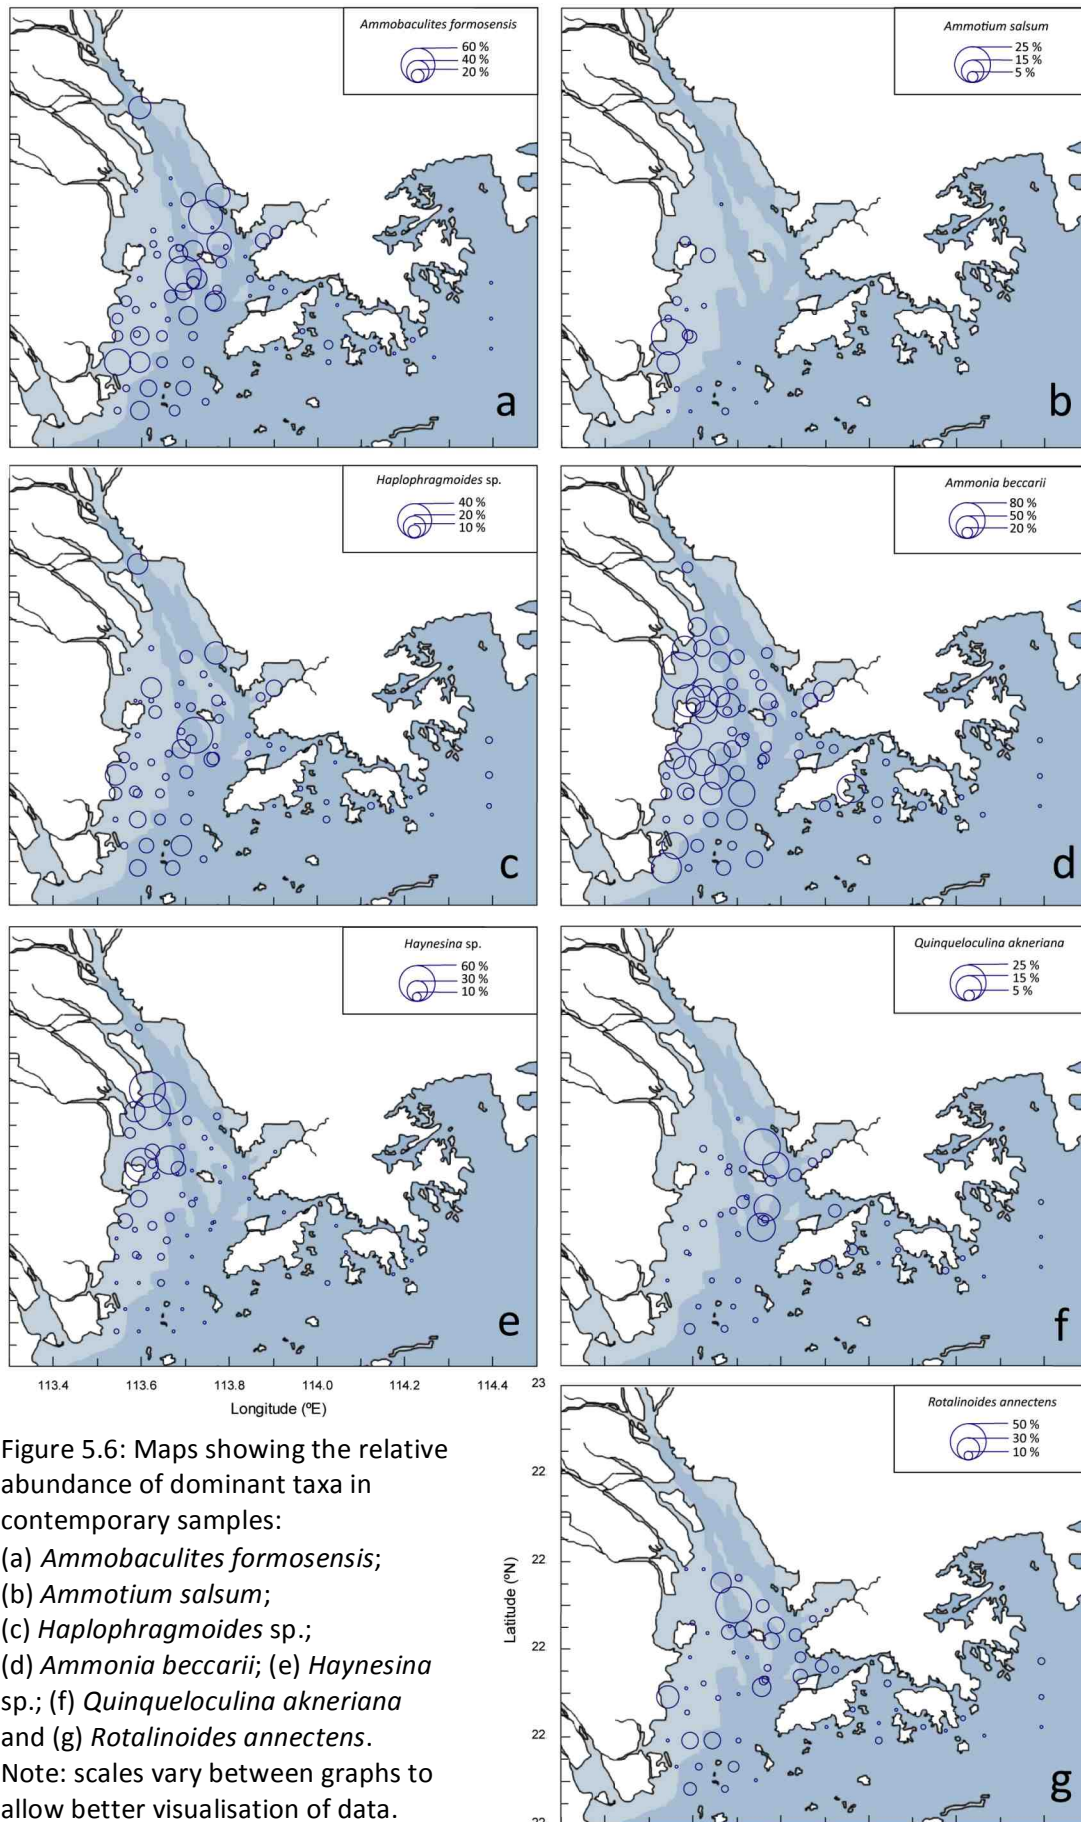 Ammobaculites formosensis
60 %
40 %
20 %
a
Ammotium salsum
25 %
15 %
5 %
b
Haplophragmoides sp.
40 %
20 %
10 %
c
Ammonia beccarii
80 %
50 %
20 %
d
Haynesina sp.
60 %
30 %
10 %
e
Quinqueloculina akneriana
25 %
15 %
5 %
f
113.4 113.6 113.8 114.0 114.2 114.4
Longitude (ºE)
Rotalinoides annectens
50 %
30 %
10 %
g
23
22
22
22
22
22
Latitude (ºN)
Figure 5.6: Maps showing the relative
abundance of dominant taxa in
contemporary samples:
(a) Ammobaculites formosensis;
(b) Ammotium salsum;
(c) Haplophragmoides sp.;
(d) Ammonia beccarii; (e) Haynesina
sp.; (f) Quinqueloculina akneriana
and (g) Rotalinoides annectens.
Note: scales vary between graphs to
allow better visualisation of data.